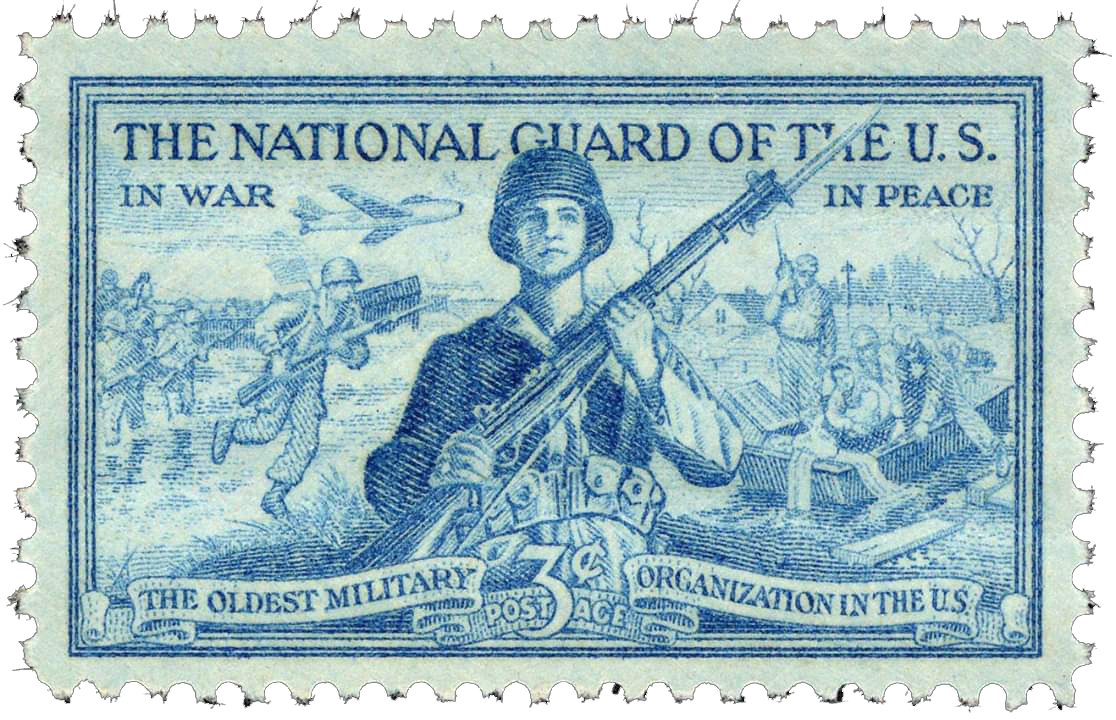 THE NATIONAL GUARD OF THE U.S.
IN WAR
IN PEACE
3¢
POSTAGE
THE OLDEST MILITARY ORGANIZATION IN THE U.S.